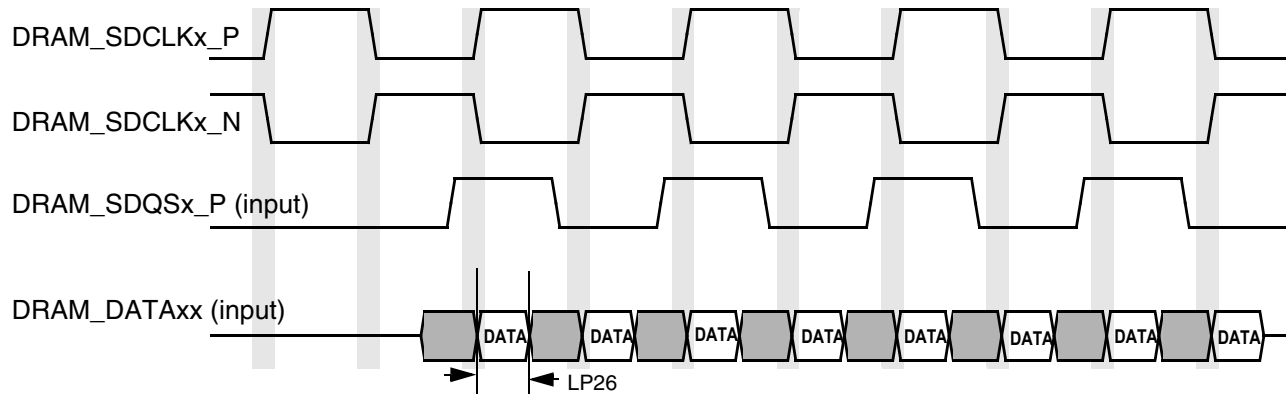 DRAM_SDCLKx_P
DRAM_SDCLKx_N
DRAM_SDQSx_P (input)
DRAM_DATAxx (input)
DATA DATA DATA DATA DATA DATA DATA DATA
LP26